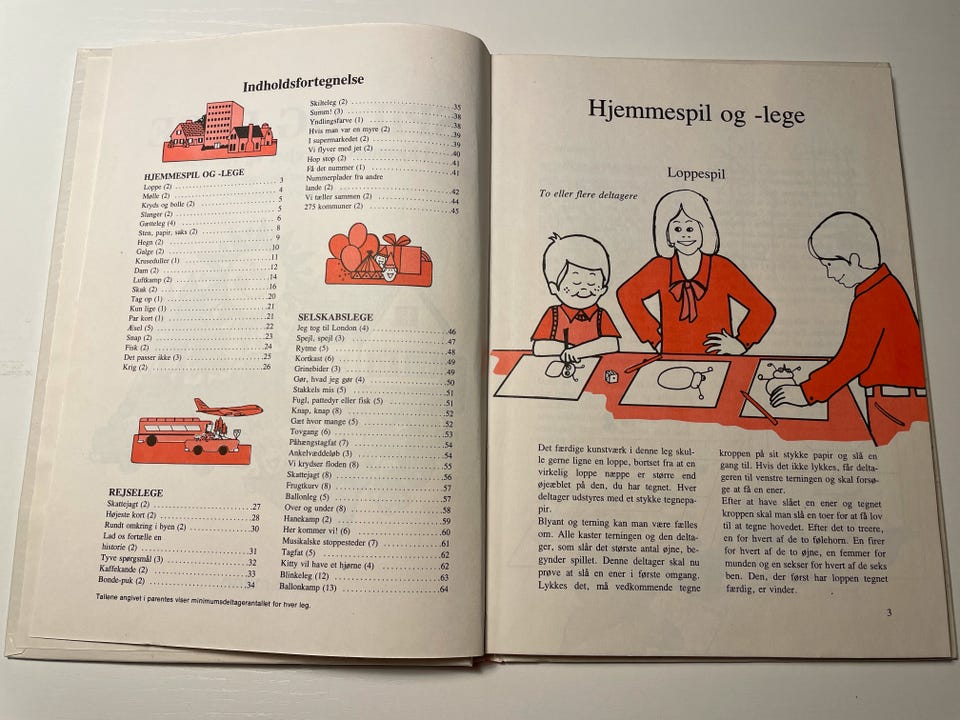 Indholdsfortegnelse
HJEMMESPIL OG -LEGE
Loppe (2) 3
Mølle (2) 4
Kryds og bolle (2) 5
Slanger (2) 5
Gætteleg (4) 6
Sten, papir, saks (2) 8
Hegn (2) 9
Galge (2) 10
Kruseduller (1) 11
Dam (2) 12
Luftkamp (2) 14
Skak (2) 16
Tag op (1) 20
Kun lige (1) 21
Par kort (1) 21
Æsel (5) 22
Snap (2) 23
Fisk (2) 24
Det passer ikke (3) 25
Krig (2) 26
REJSELEGE
Skattejagt (2) 27
Højeste kort (2) 28
Rundt omkring i byen (2) 30
Lad os fortælle en
historie (2) 31
Tyve spørgsmål (3) 32
Kaffekande (2) 33
Bonde-puk (2) 34
Skilteleg (2) 35
Summ! (3) 38
Yndlingsfarve (1) 38
Hvis man var en myre (2) 39
I supermarkedet (2) 39
Vi flyver med jet (2) 40
Hop stop (2) 41
Få det nummer (1) 41
Nummerplader fra andre
lande (2) 42
Vi tæller sammen (2) 44
275 kommuner (2) 45
SELSKABSLEGE
Jeg tog til London (4) 46
Spejl, spejl (3) 47
Rytme (5) 48
Kortkast (6) 49
Grinebider (3) 49
Gør, hvad jeg gør (4) 50
Stakkels mis (5) 51
Fugl, pattedyr eller fisk (5) 51
Knap, knap (8) 52
Gæt hvor mange (5) 52
Tovgang (6) 53
Påhængstagfat (7) 54
Ankelvæddeløb (3) 54
Vi krydser floden (8) 55
Skattejagt (8) 56
Frugtkurv (8) 57
Ballonleg (5) 57
Over og under (8) 58
Hanekamp (2) 59
Her kommer vi! (6) 60
Musikalske stoppesteder (7) 61
Tagfat (5) 62
Kitty vil have et hjørne (4) 62
Blinkeleg (12) 63
Ballonkamp (13) 64
Tallene angivet i parentes viser minimumsdeltagerantallet for hver leg.
Hjemmespil og -lege
Loppespil
To eller flere deltagere
Det færdige kunstværk i denne leg skul-
le gerne ligne en loppe, bortset fra at en
virkelig loppe næppe er større end
øjeæblet på den, du har tegnet. Hver
deltager udstyres med et stykke tegnepa-
pir.
Blyant og terning kan man være fælles
om. Alle kaster terningen og den delta-
ger, som slår det største antal øjne, be-
gynder spillet. Denne deltager skal nu
prøve at slå en ener i første omgang.
Lykkes det, må vedkommende tegne
kroppen på sit stykke papir og slå en
gang til. Hvis det ikke lykkes, får delta-
geren til venstre terningen og skal forsø-
ge at få en ener.
Efter at have slået en ener og tegnet
kroppen skal man slå en toer for at få lov
til at tegne hovedet. Efter det to treere,
en for hvert af de to følehorn. En firer
for hvert af de to øjne, en femmer for
munden og en sekser for hvert af de seks
ben. Den, der først har loppen tegnet
færdig, er vinder.
3